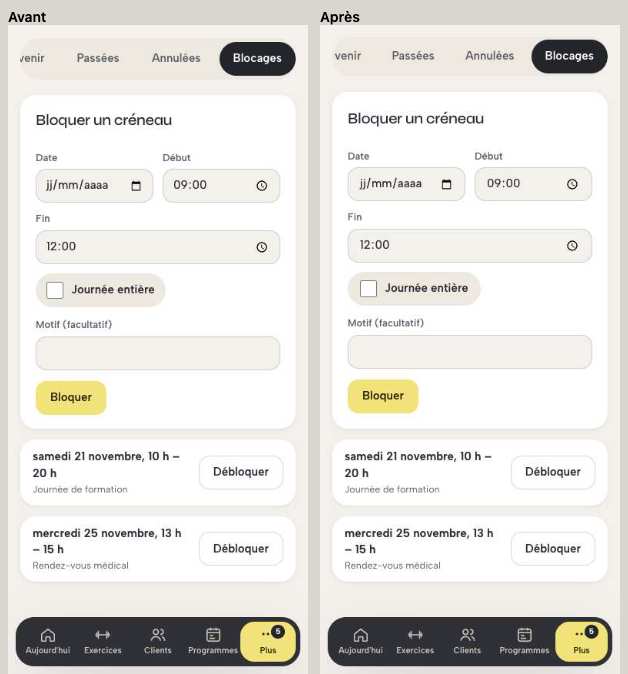 Avant
venir Passées Annulées Blocages
Bloquer un créneau
Date Début
jj/mm/aaaa 09:00
Fin
12:00
Journée entière
Motif (facultatif)
Bloquer
samedi 21 novembre, 10 h –
20 h
Journée de formation
Débloquer
mercredi 25 novembre, 13 h
– 15 h
Rendez-vous médical
Débloquer
5
Aujourd'hui Exercices Clients Programmes Plus
Après
venir Passées Annulées Blocages
Bloquer un créneau
Date Début
jj/mm/aaaa 09:00
Fin
12:00
Journée entière
Motif (facultatif)
Bloquer
samedi 21 novembre, 10 h –
20 h
Journée de formation
Débloquer
mercredi 25 novembre, 13 h
– 15 h
Rendez-vous médical
Débloquer
5
Aujourd'hui Exercices Clients Programmes Plus